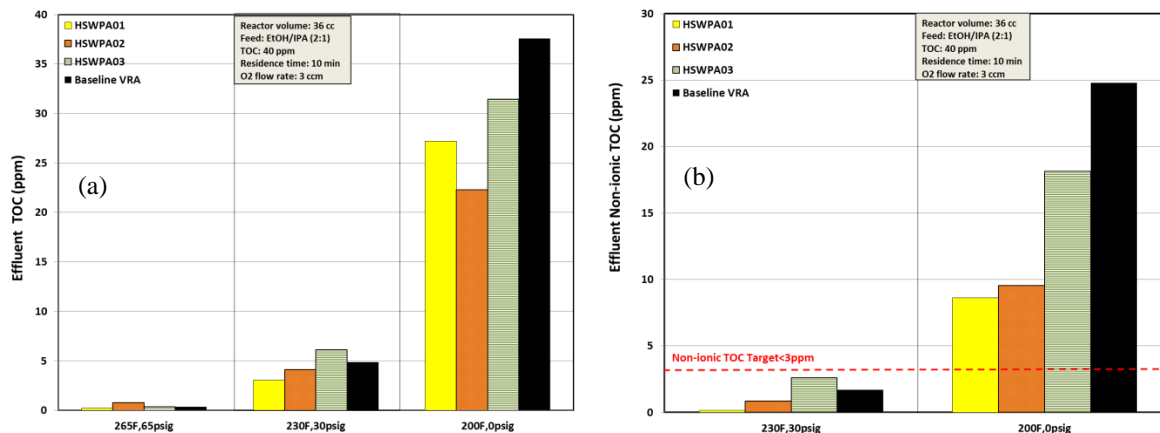 40
35
30
25
20
15
10
5
0
Effluent TOC (ppm)
HSWPA01
HSWPA02
HSWPA03
Baseline VRA
Reactor volume: 36 cc
Feed: EtOH/IPA (2:1)
TOC: 40 ppm
Residence time: 10 min
O2 flow rate: 3 ccm
(a)
265F,65psig
230F,30psig
200F,0psig
30
25
20
15
10
5
0
Effluent Non-ionic TOC (ppm)
HSWPA01
HSWPA02
HSWPA03
Baseline VRA
Reactor volume: 36 cc
Feed: EtOH/IPA (2:1)
TOC: 40 ppm
Residence time: 10 min
O2 flow rate: 3 ccm
(b)
Non-ionic TOC Target<3ppm
230F,30psig
200F,0psig